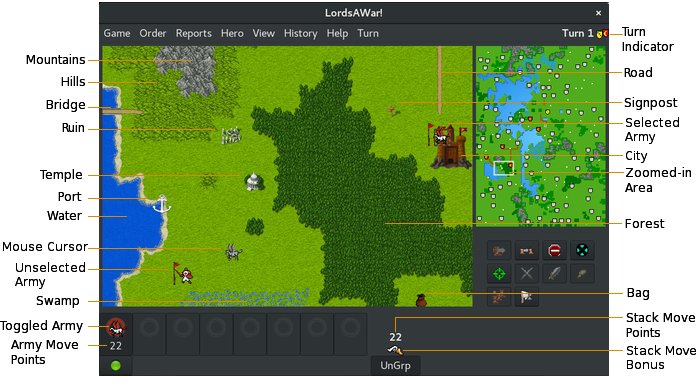 LordsAWar!
×
Game Order Reports Hero View History Help Turn
Turn 1
Mountains
Hills
Bridge
Ruin
Temple
Port
Water
Mouse Cursor
Unselected
Army
Swamp
Toggled Army
Army Move
Points
22
22
UnGrp
Turn
Indicator
Road
Signpost
Selected
Army
City
Zoomed-in
Area
Forest
Bag
Stack Move
Points
Stack Move
Bonus